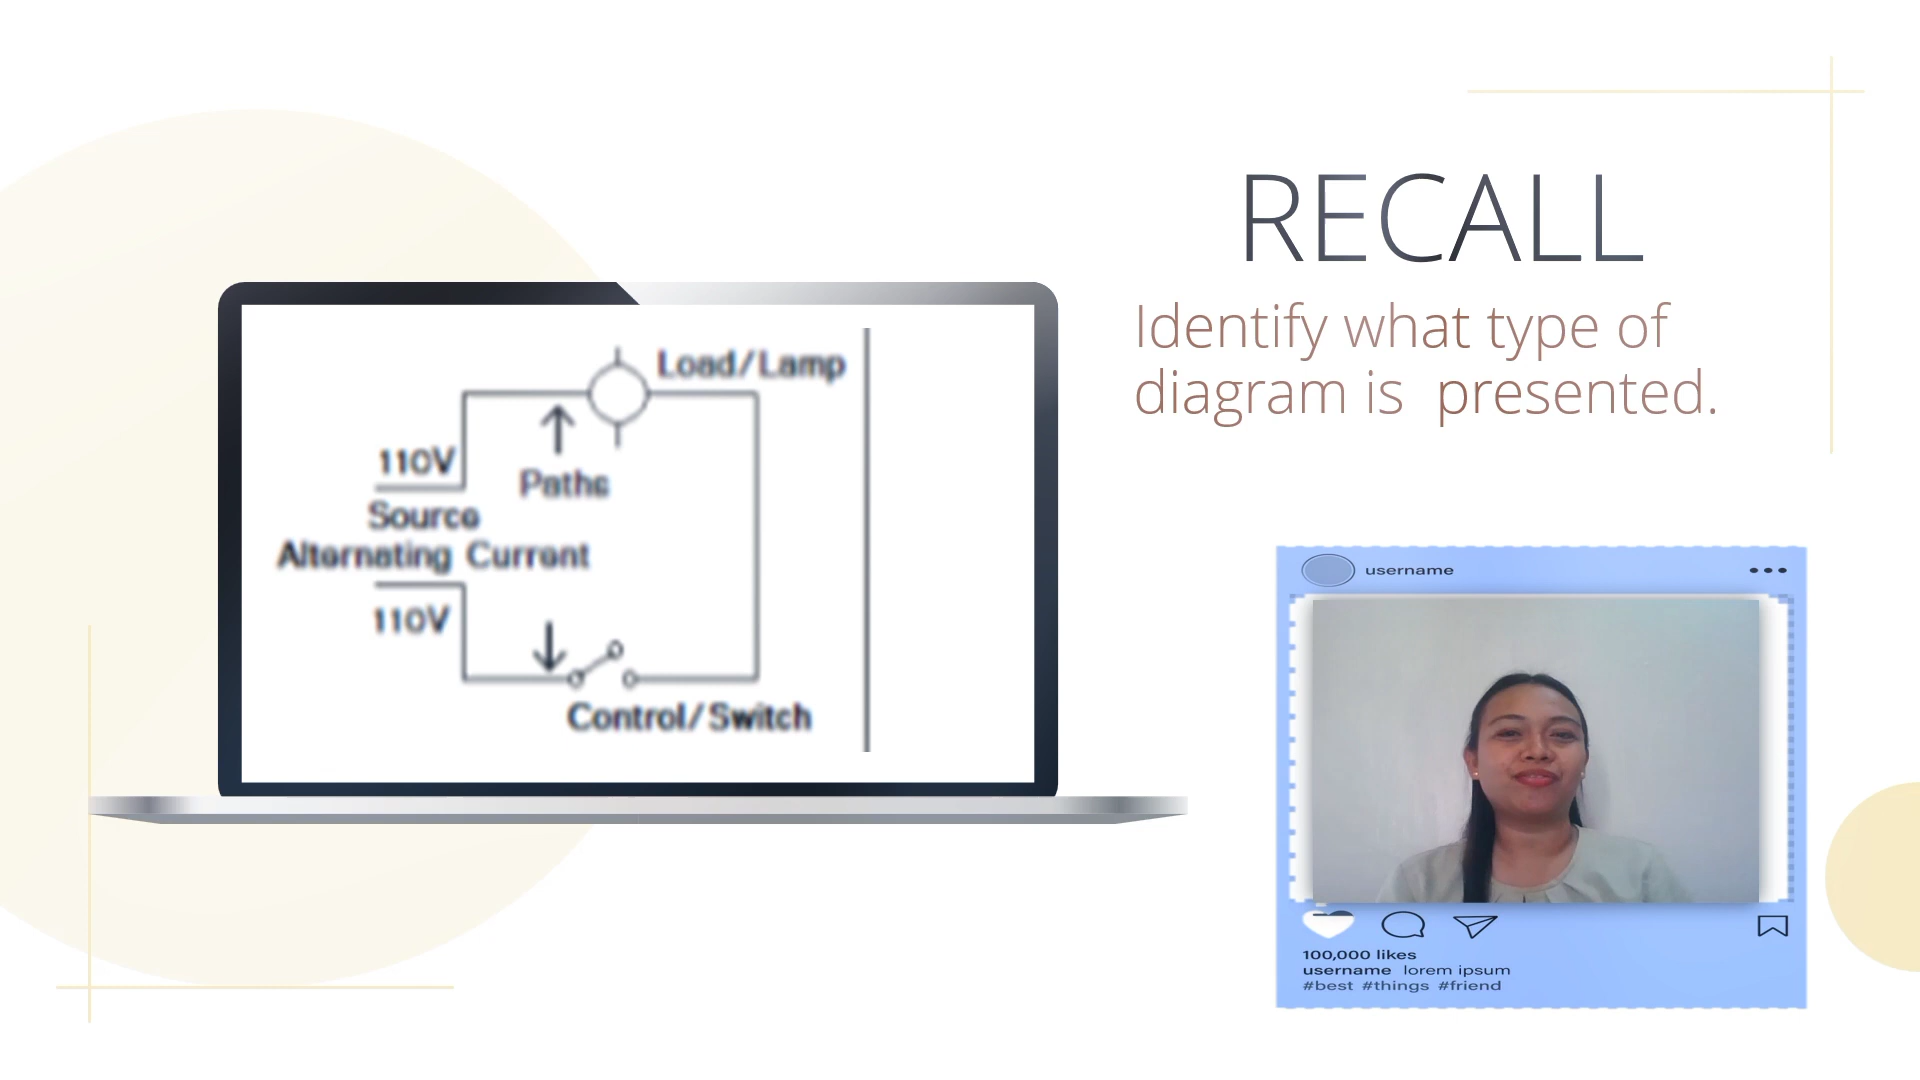 RECALL
Identify what type of
diagram is presented.
Load/Lamp
110V
Paths
Source
Alternating Current
110V
Control/Switch
username
100,000 likes
username lorem ipsum
#best #things #friend